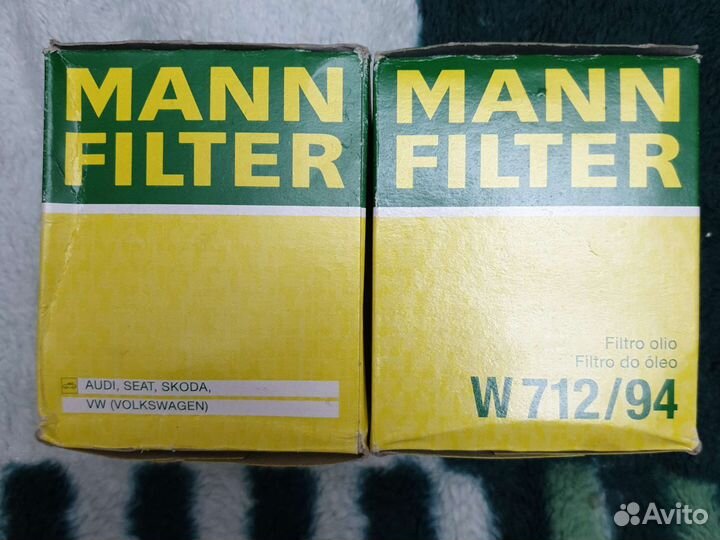 MANN
FILTER
AUDI, SEAT, SKODA,
VW (VOLKSWAGEN)
MANN
FILTER
Filtro olio
Filtro do óleo
W 712/94
Avito